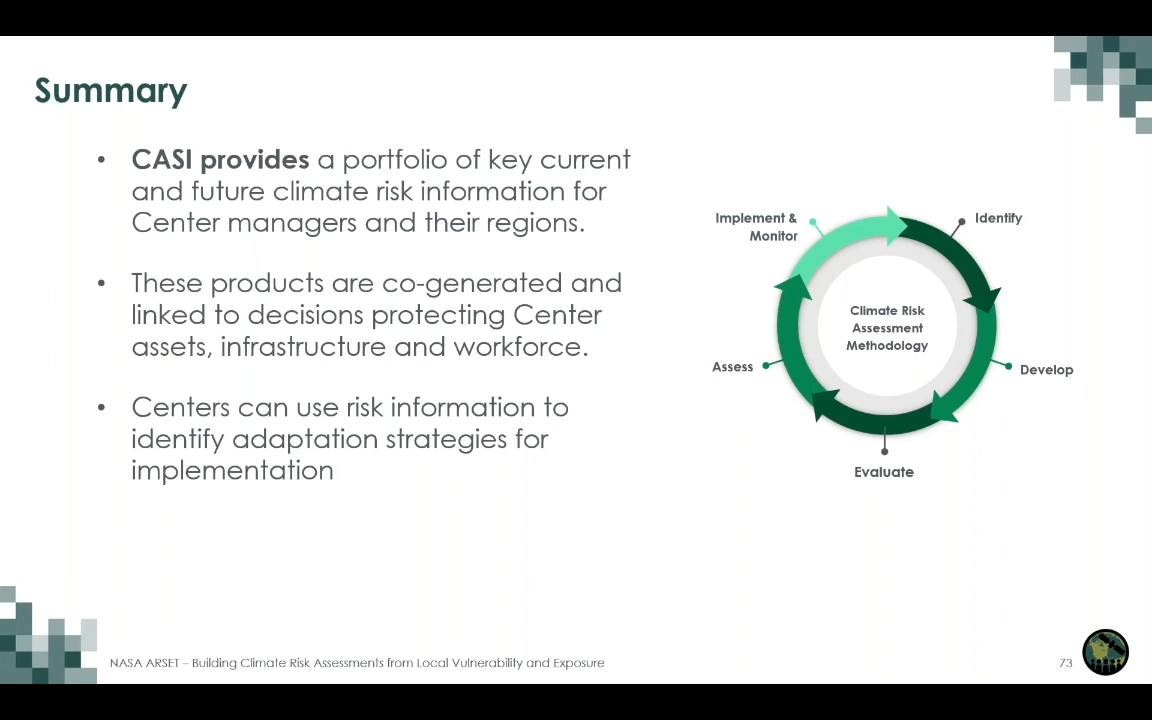 Summary
• CASI provides a portfolio of key current
and future climate risk information for
Center managers and their regions.
• These products are co-generated and
linked to decisions protecting Center
assets, infrastructure and workforce.
• Centers can use risk information to
identify adaptation strategies for
implementation
Implement &
Monitor
Identify
Climate Risk
Assessment
Methodology
Assess
Develop
Evaluate
NASA ARSET – Building Climate Risk Assessments from Local Vulnerability and Exposure
73